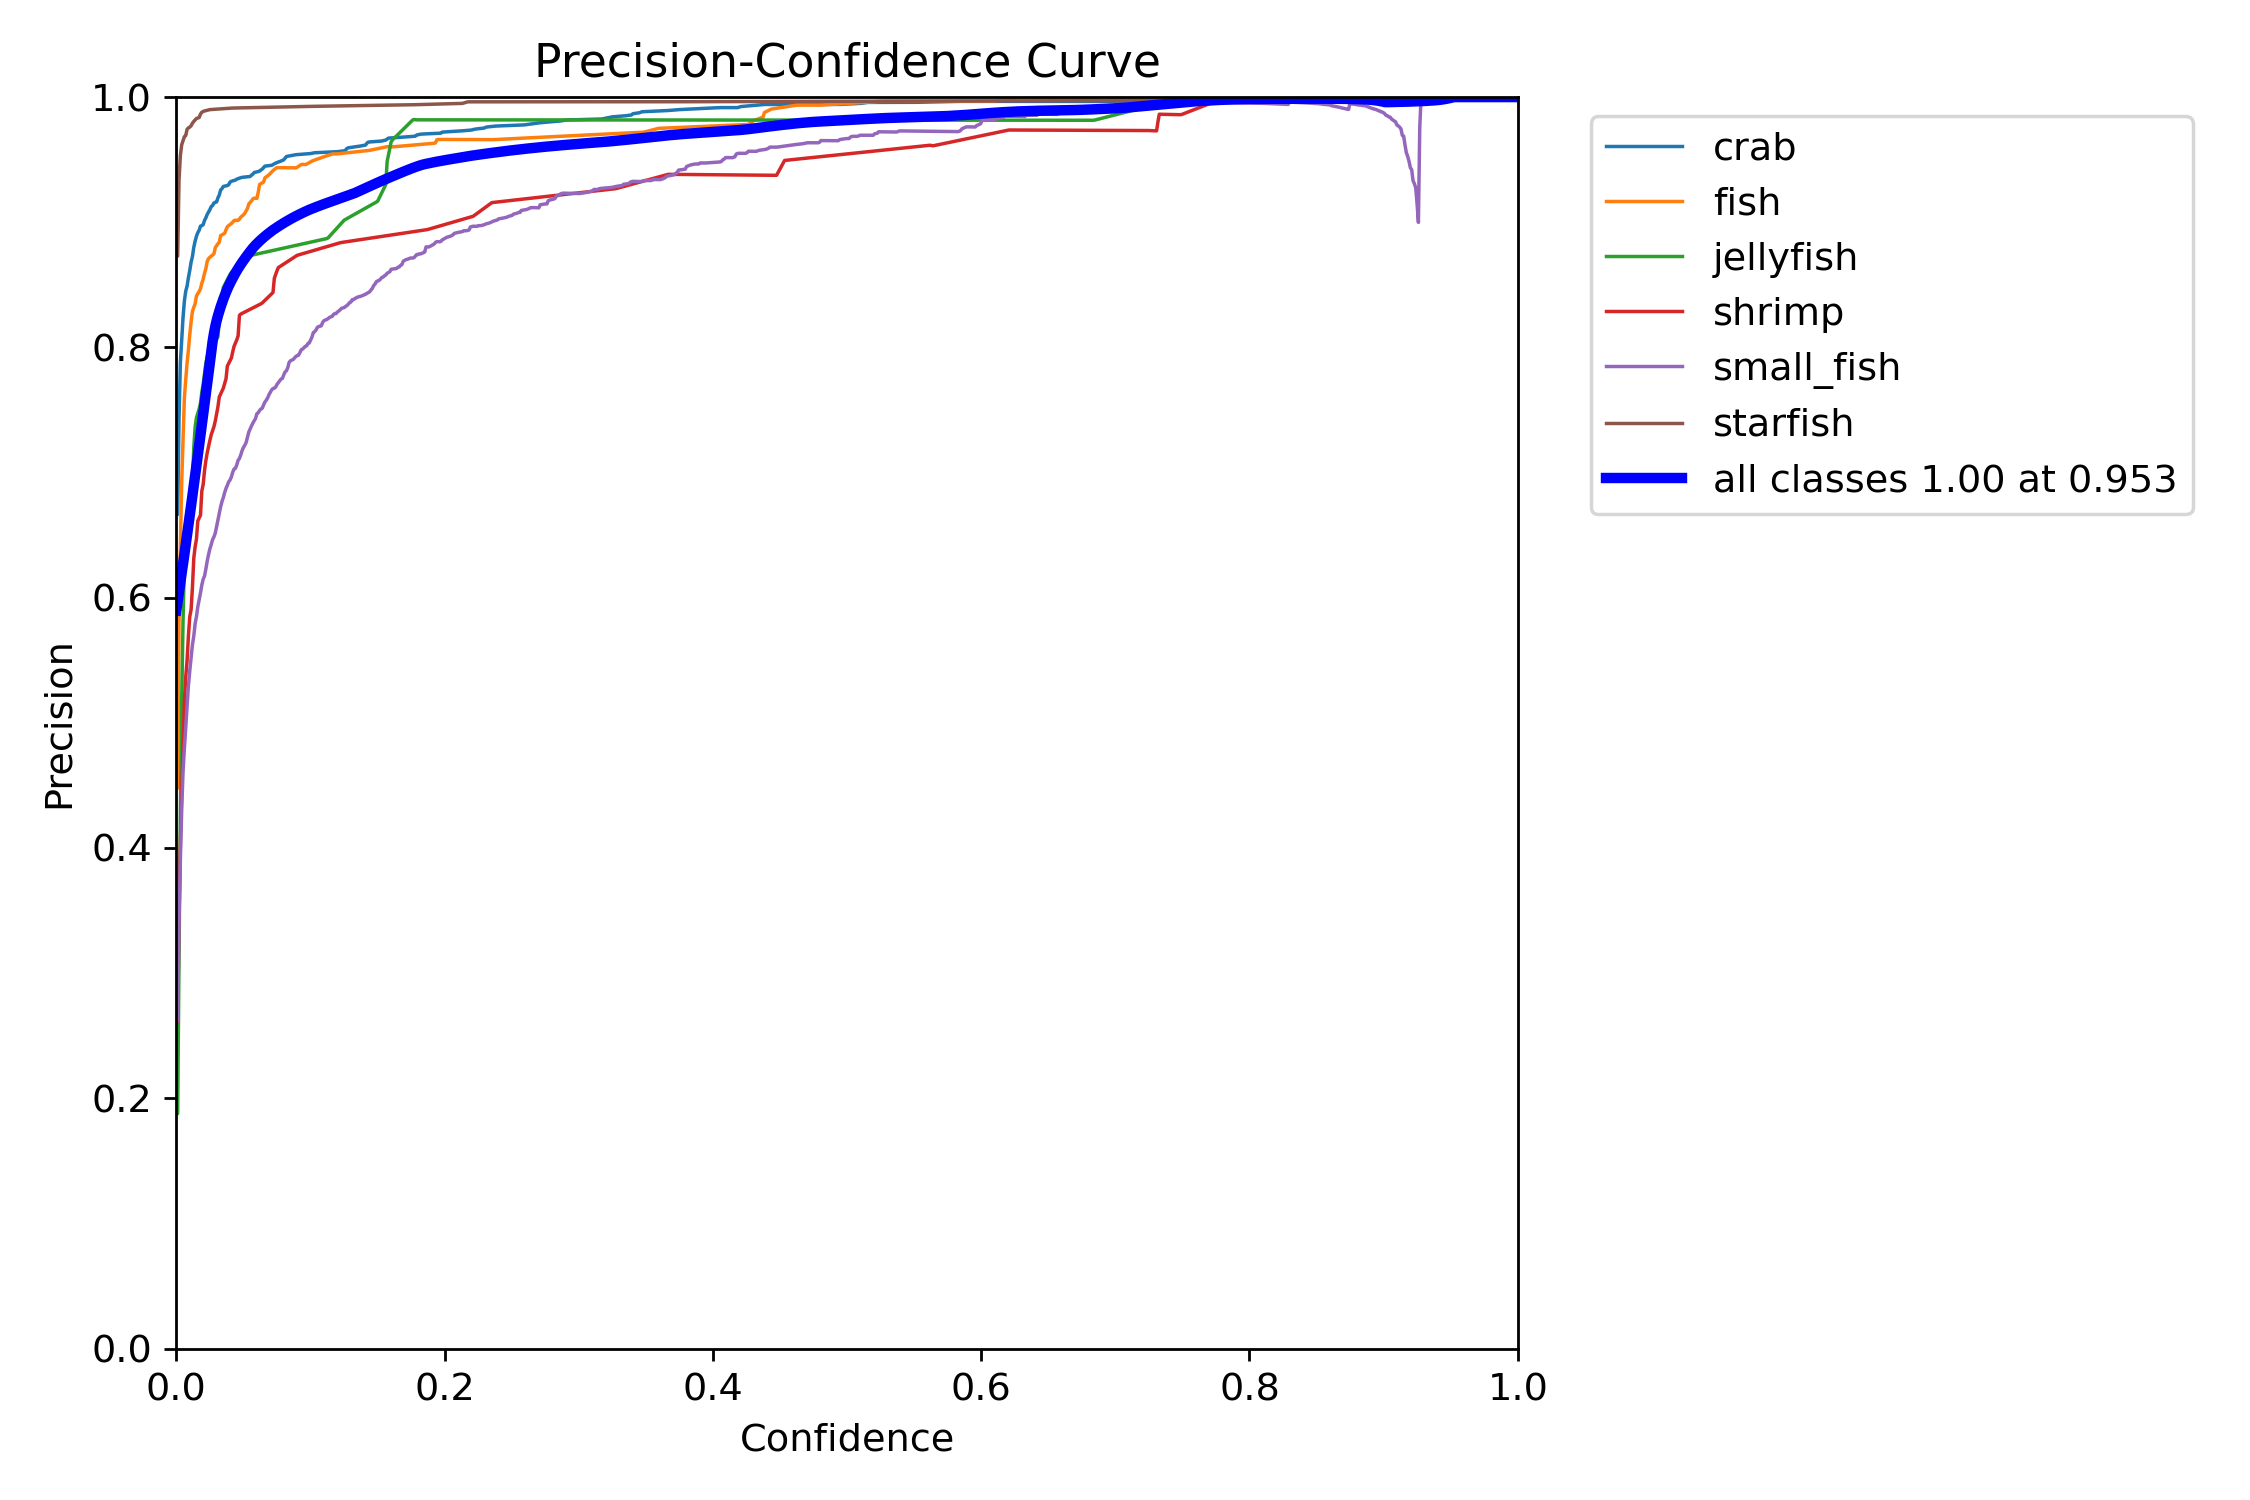 Precision-Confidence Curve
1.0
0.8
0.6
0.4
0.2
0.0
Precision
0.0 0.2 0.4 0.6 0.8 1.0
Confidence
crab
fish
jellyfish
shrimp
small_fish
starfish
all classes 1.00 at 0.953